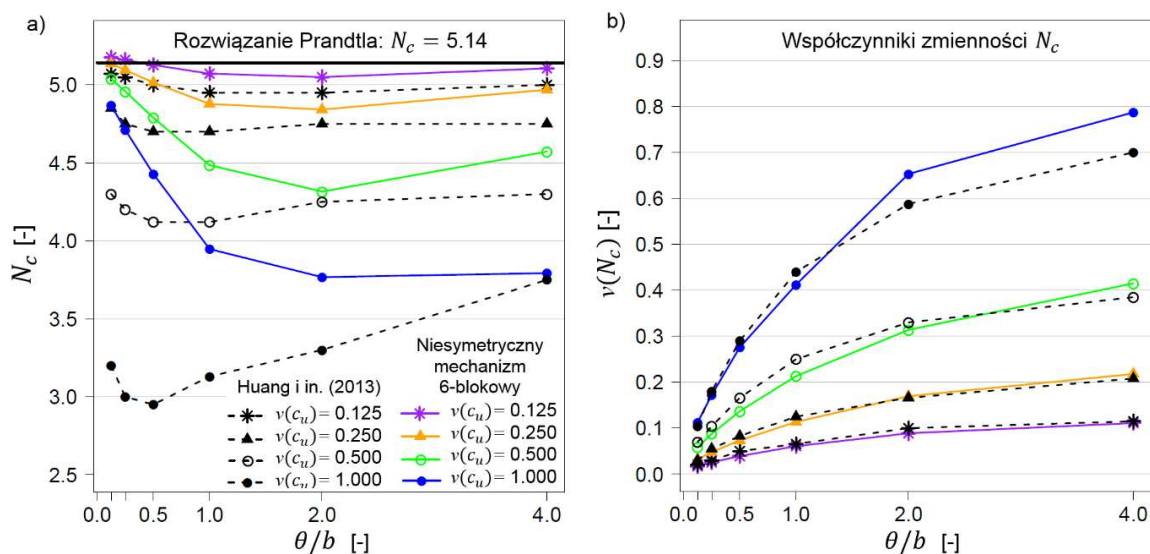 a)
Rozwiązanie Prandtla: N_c = 5.14
N_c [-]
5.0
4.5
4.0
3.5
3.0
2.5
Huang i in. (2013)
v(c_u)= 0.125
v(c_u)= 0.250
v(c_u)= 0.500
v(c_u)= 1.000
Niesymetryczny
mechanizm
6-blokowy
v(c_u)= 0.125
v(c_u)= 0.250
v(c_u)= 0.500
v(c_u)= 1.000
0.0 0.5 1.0 2.0 4.0
θ/b [-]
b)
Współczynniki zmienności N_c
v(N_c) [-]
0.9
0.8
0.7
0.6
0.5
0.4
0.3
0.2
0.1
0.0
0.0 0.5 1.0 2.0 4.0
θ/b [-]